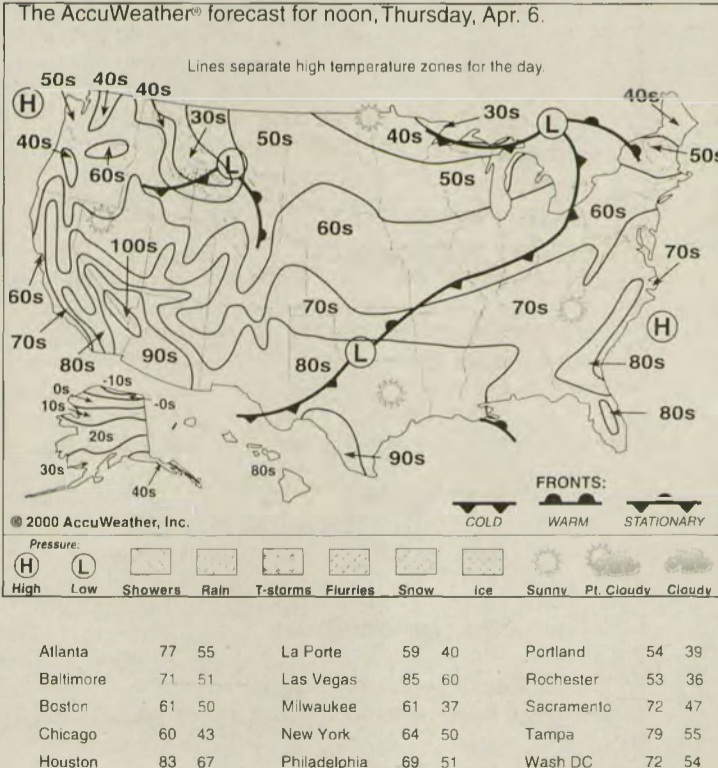 The AccuWeather® forecast for noon, Thursday, Apr. 6.
Lines separate high temperature zones for the day.
50s 40s 40s 40s
H 30s 30s
50s 40s L
40s L 50s
60s 50s
60s
60s
100s 70s
60s 70s 70s
H
70s 80s 90s 80s L 80s
-10s
0s -0s
10s 80s
20s
90s
30s 80s
40s
FRONTS:
© 2000 AccuWeather, Inc. COLD WARM STATIONARY
Pressure:
H L
High Low Showers Rain T-storms Flurries Snow Ice Sunny Pt. Cloudy Cloudy
Atlanta 77 55 La Porte 59 40 Portland 54 39
Baltimore 71 51 Las Vegas 85 60 Rochester 53 36
Boston 61 50 Milwaukee 61 37 Sacramento 72 47
Chicago 60 43 New York 64 50 Tampa 79 55
Houston 83 67 Philadelphia 69 51 Wash DC 72 54